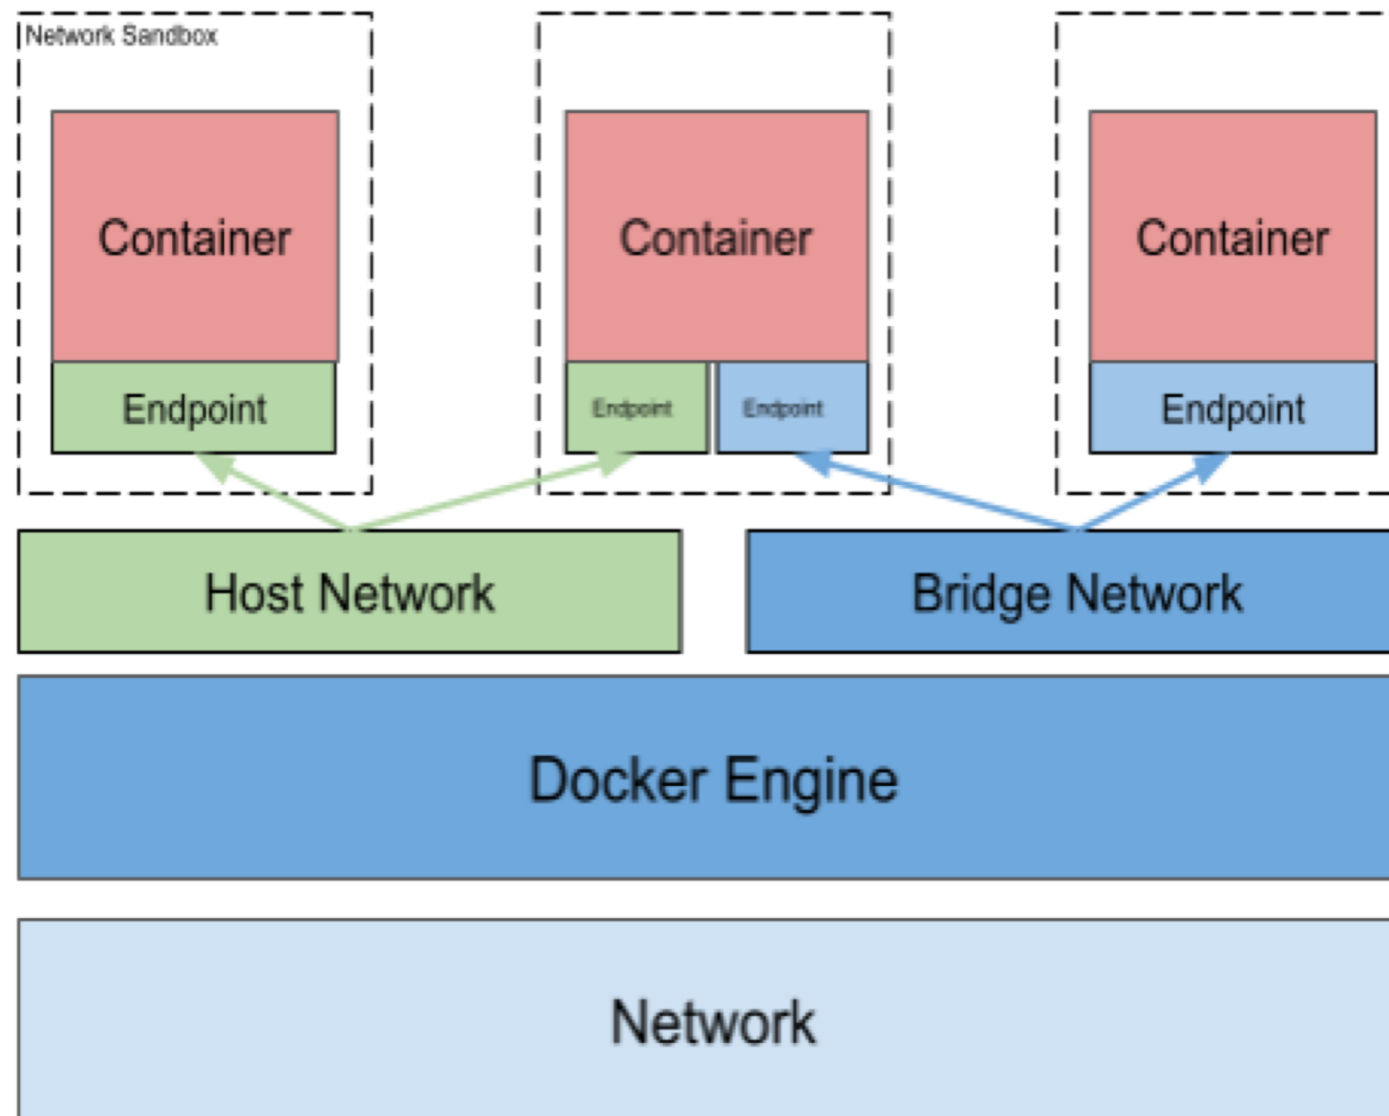 Network Sandbox
Container
Container
Container
Endpoint
Endpoint
Endpoint
Endpoint
Host Network
Bridge Network
Docker Engine
Network